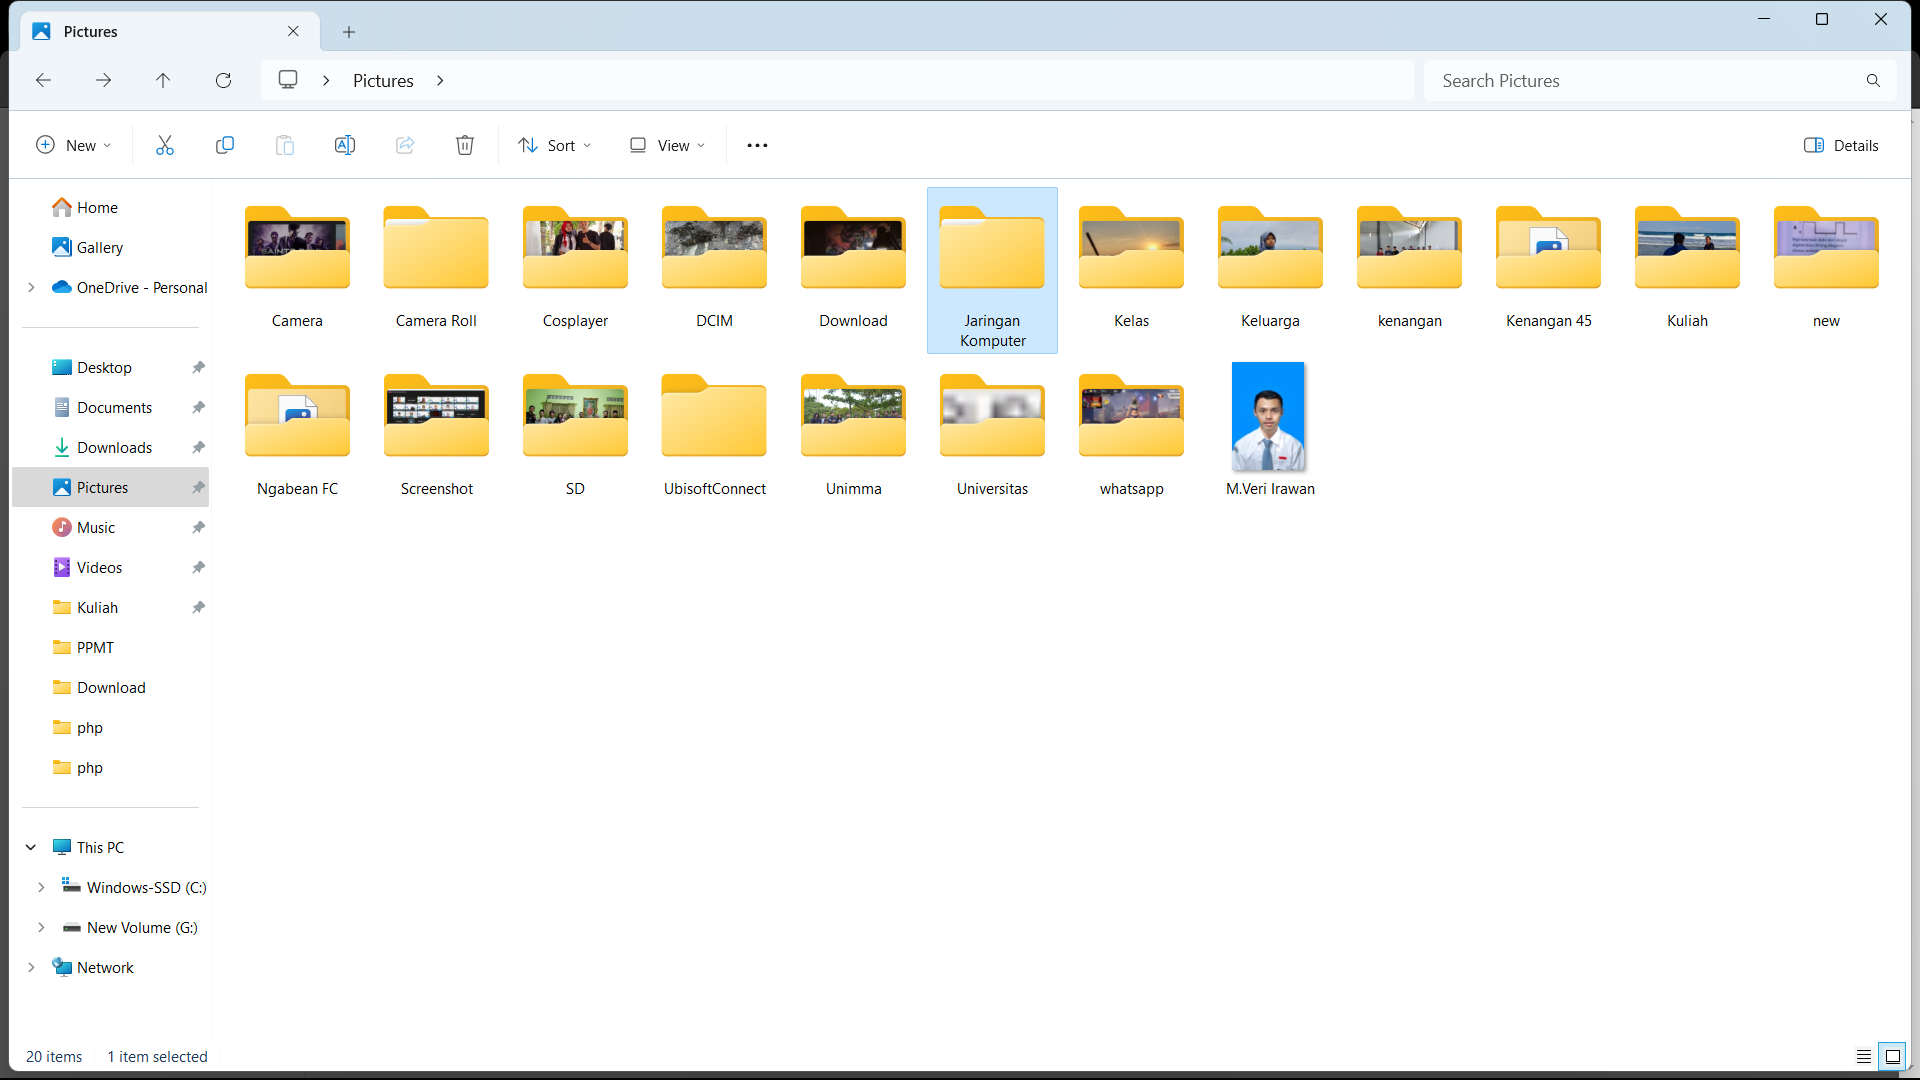 Pictures
Pictures
Search Pictures
New
Sort
View
Details
Home
Gallery
OneDrive - Personal
Desktop
Documents
Downloads
Pictures
Music
Videos
Kuliah
PPMT
Download
php
php
This PC
Windows-SSD (C:)
New Volume (G:)
Network
Camera
Camera Roll
Cosplayer
DCIM
Download
Jaringan
Komputer
Kelas
Keluarga
kenangan
Kenangan 45
Kuliah
new
Ngabean FC
Screenshot
SD
UbisoftConnect
Unimma
Universitas
whatsapp
M.Veri Irawan
20 items
1 item selected